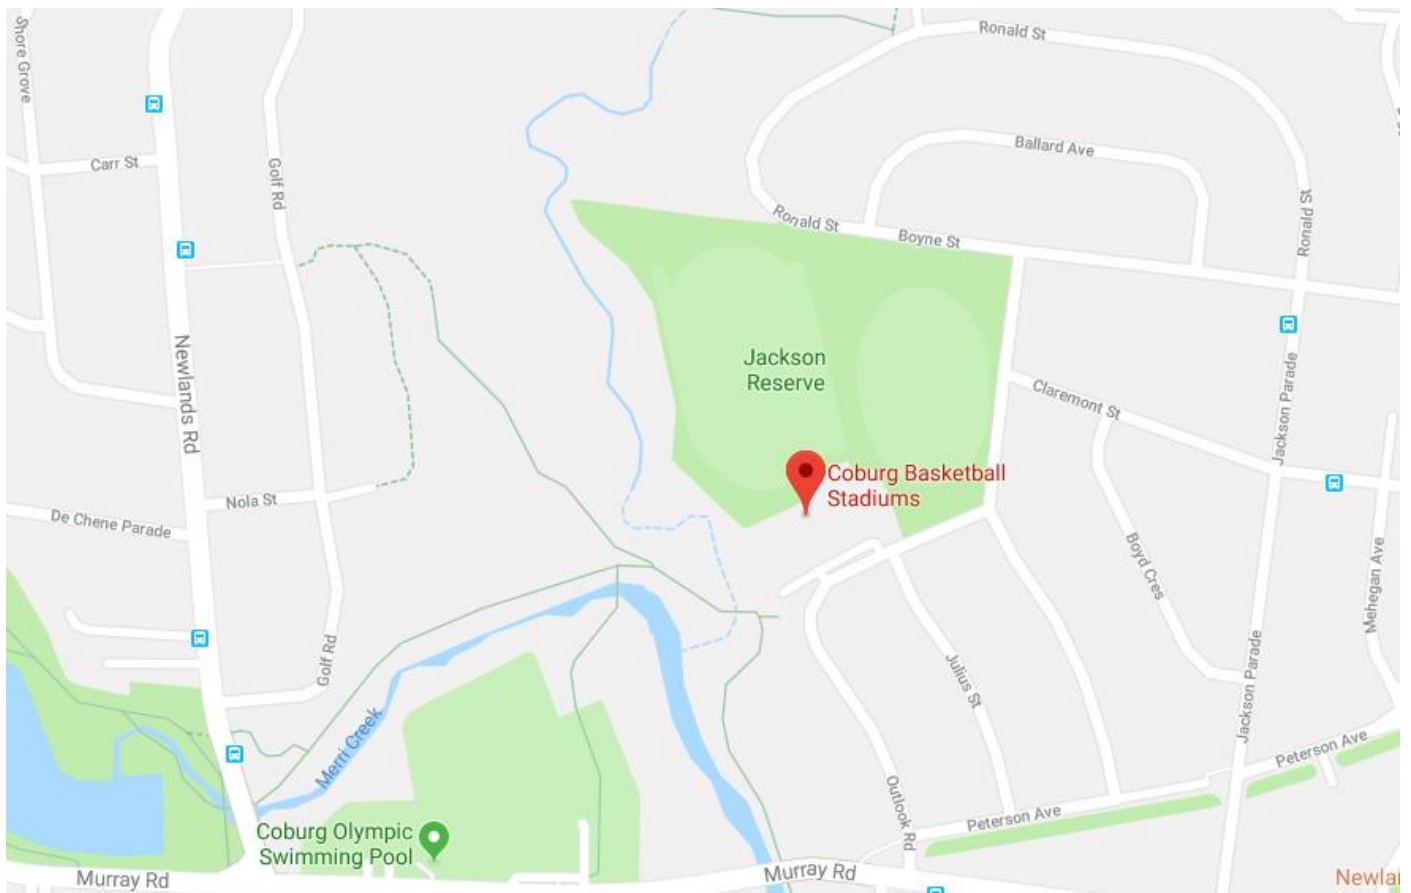 Shore Grove
Ronald St
Carr St
Golf Rd
Ballard Ave
Ronald St
Ronald St
Boyne St
Newlands Rd
Jackson
Reserve
Jackson Parade
Claremont St
Coburg Basketball
Stadiums
Nola St
De Chene Parade
Boyd Cres
Mehegan Ave
Golf Rd
Julius St
Jackson Parade
Merri Creek
Peterson Ave
Outlook Rd
Peterson Ave
Coburg Olympic
Swimming Pool
Murray Rd
Murray Rd